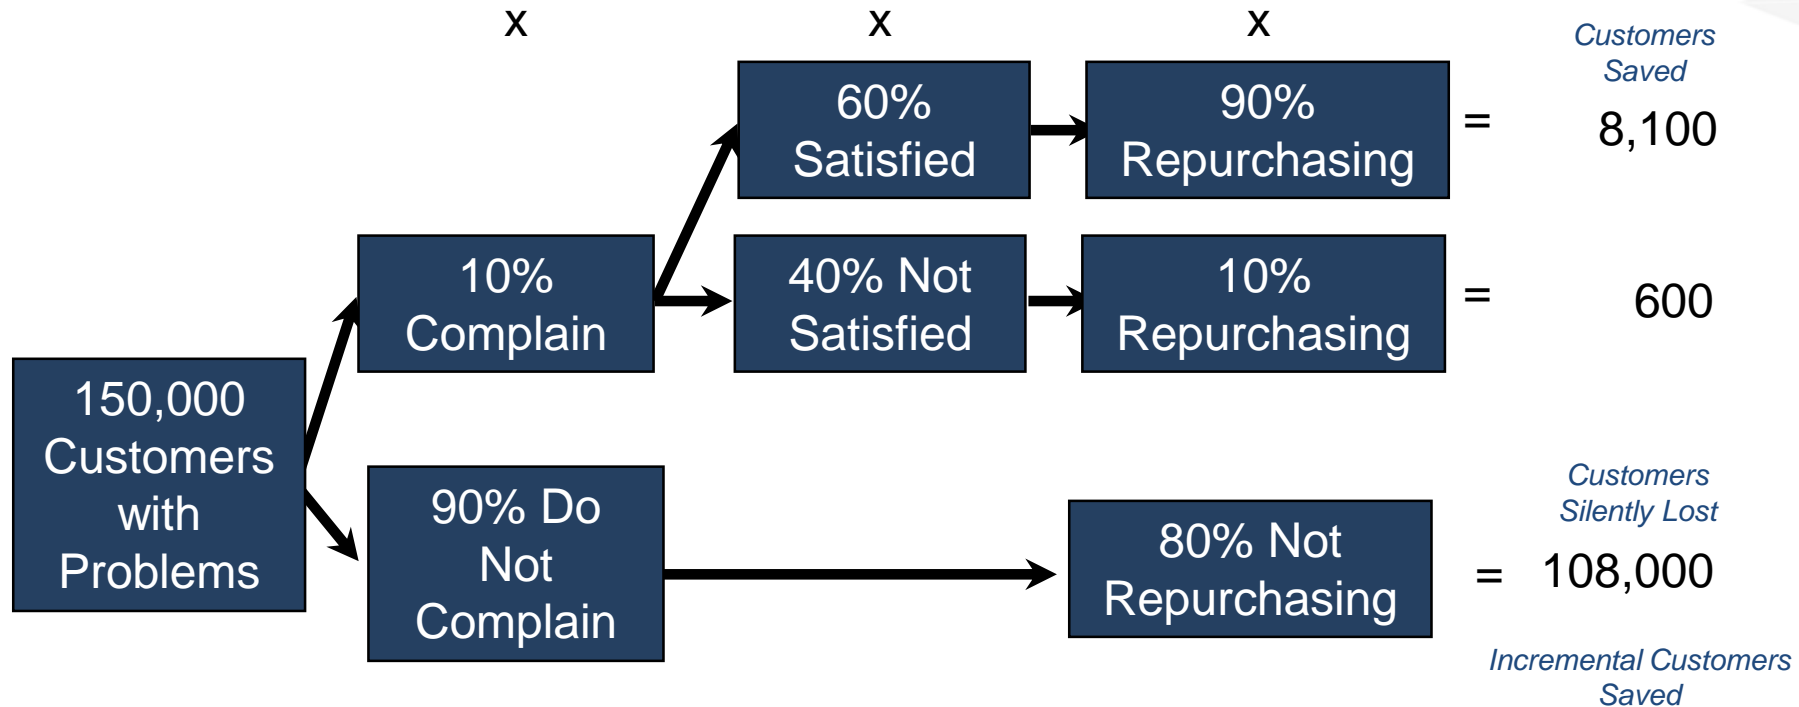 x x x
Customers
Saved
60%
Satisfied
90%
Repurchasing
=
8,100
10%
Complain
40% Not
Satisfied
10%
Repurchasing
=
600
150,000
Customers
with
Problems
90% Do
Not
Complain
80% Not
Repurchasing
Customers
Silently Lost
=
108,000
Incremental Customers
Saved